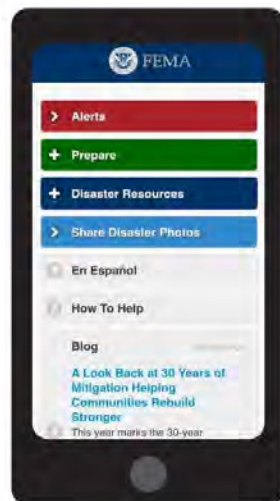 FEMA
Alerts
Prepare
Disaster Resources
Share Disaster Photos
En Español
How To Help
Blog
A Look Back at 30 Years of
Mitigation Helping
Communities Rebuild
Stronger
This year marks the 30-year